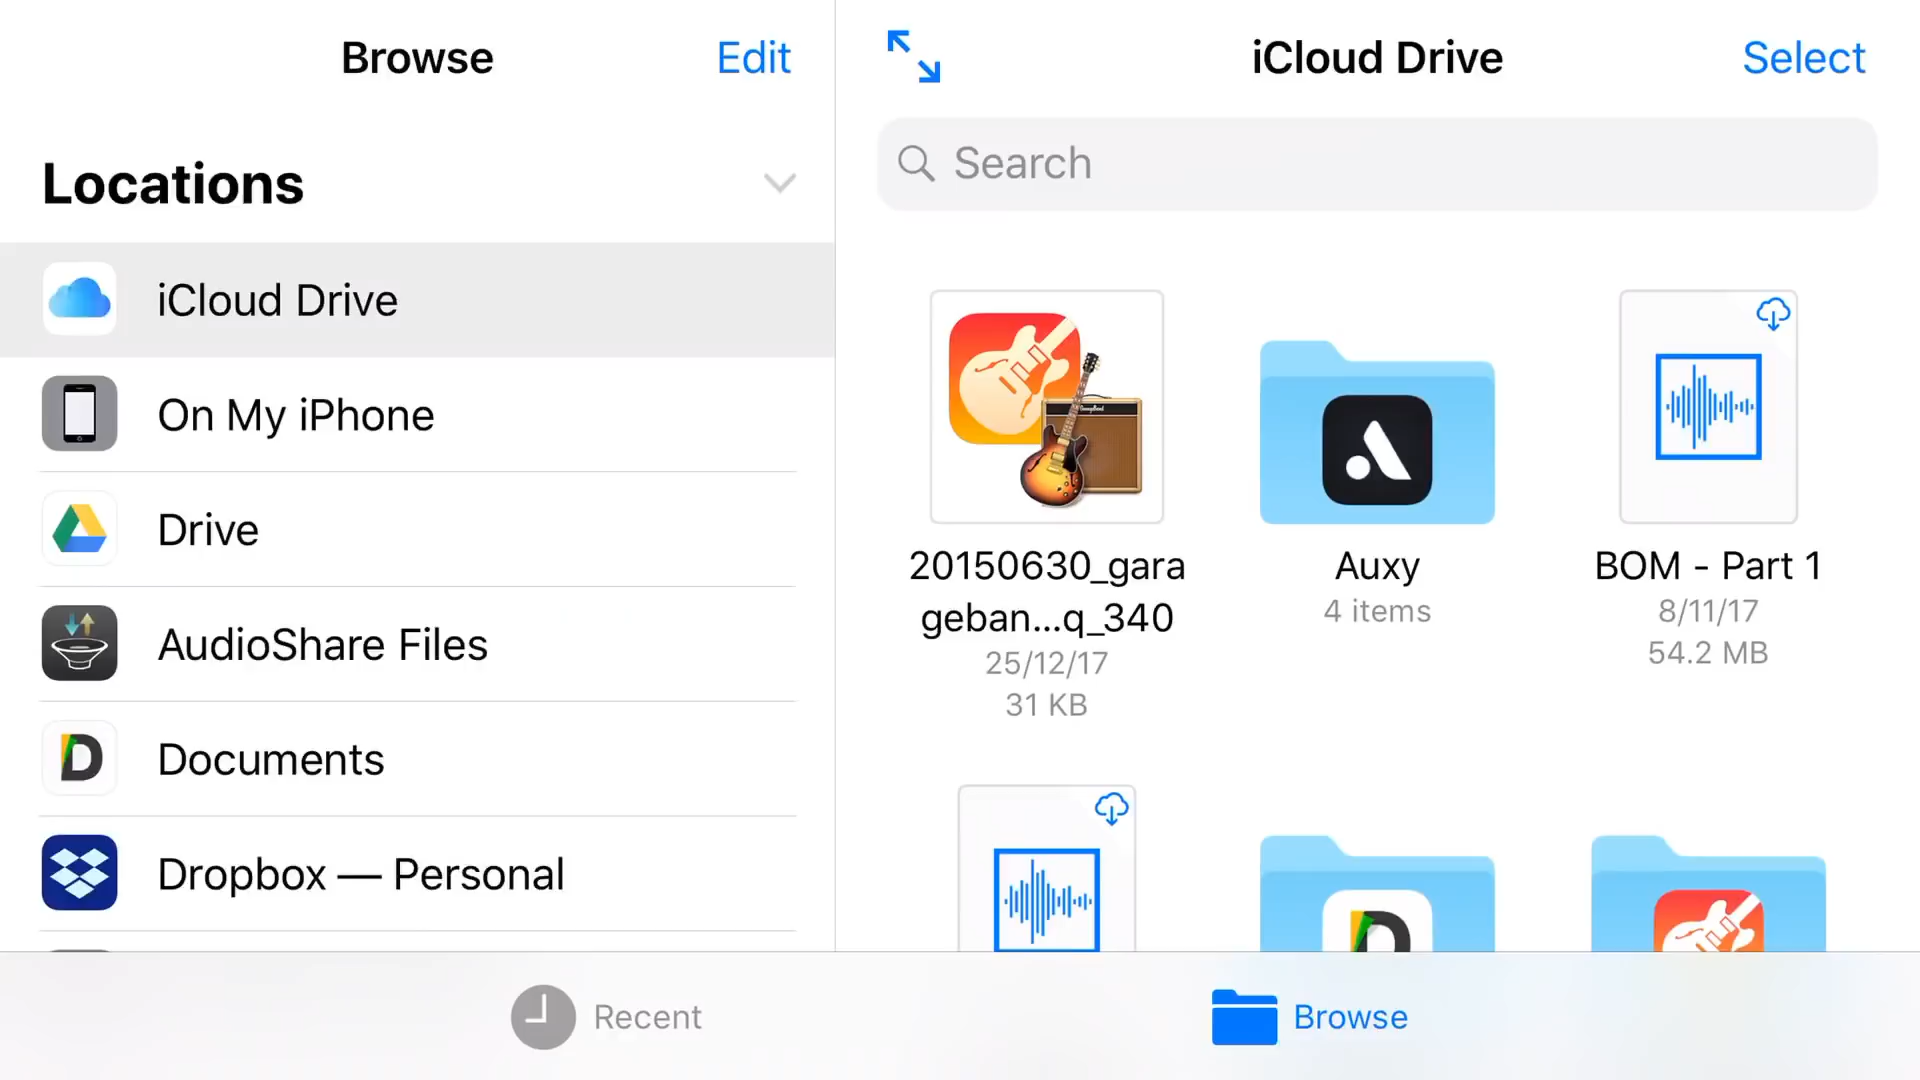 Browse
Edit
Locations
iCloud Drive
On My iPhone
Drive
AudioShare Files
Documents
Dropbox — Personal
iCloud Drive
Select
Search
20150630_gara
geban...q_340
25/12/17
31 KB
Auxy
4 items
BOM - Part 1
8/11/17
54.2 MB
Recent
Browse